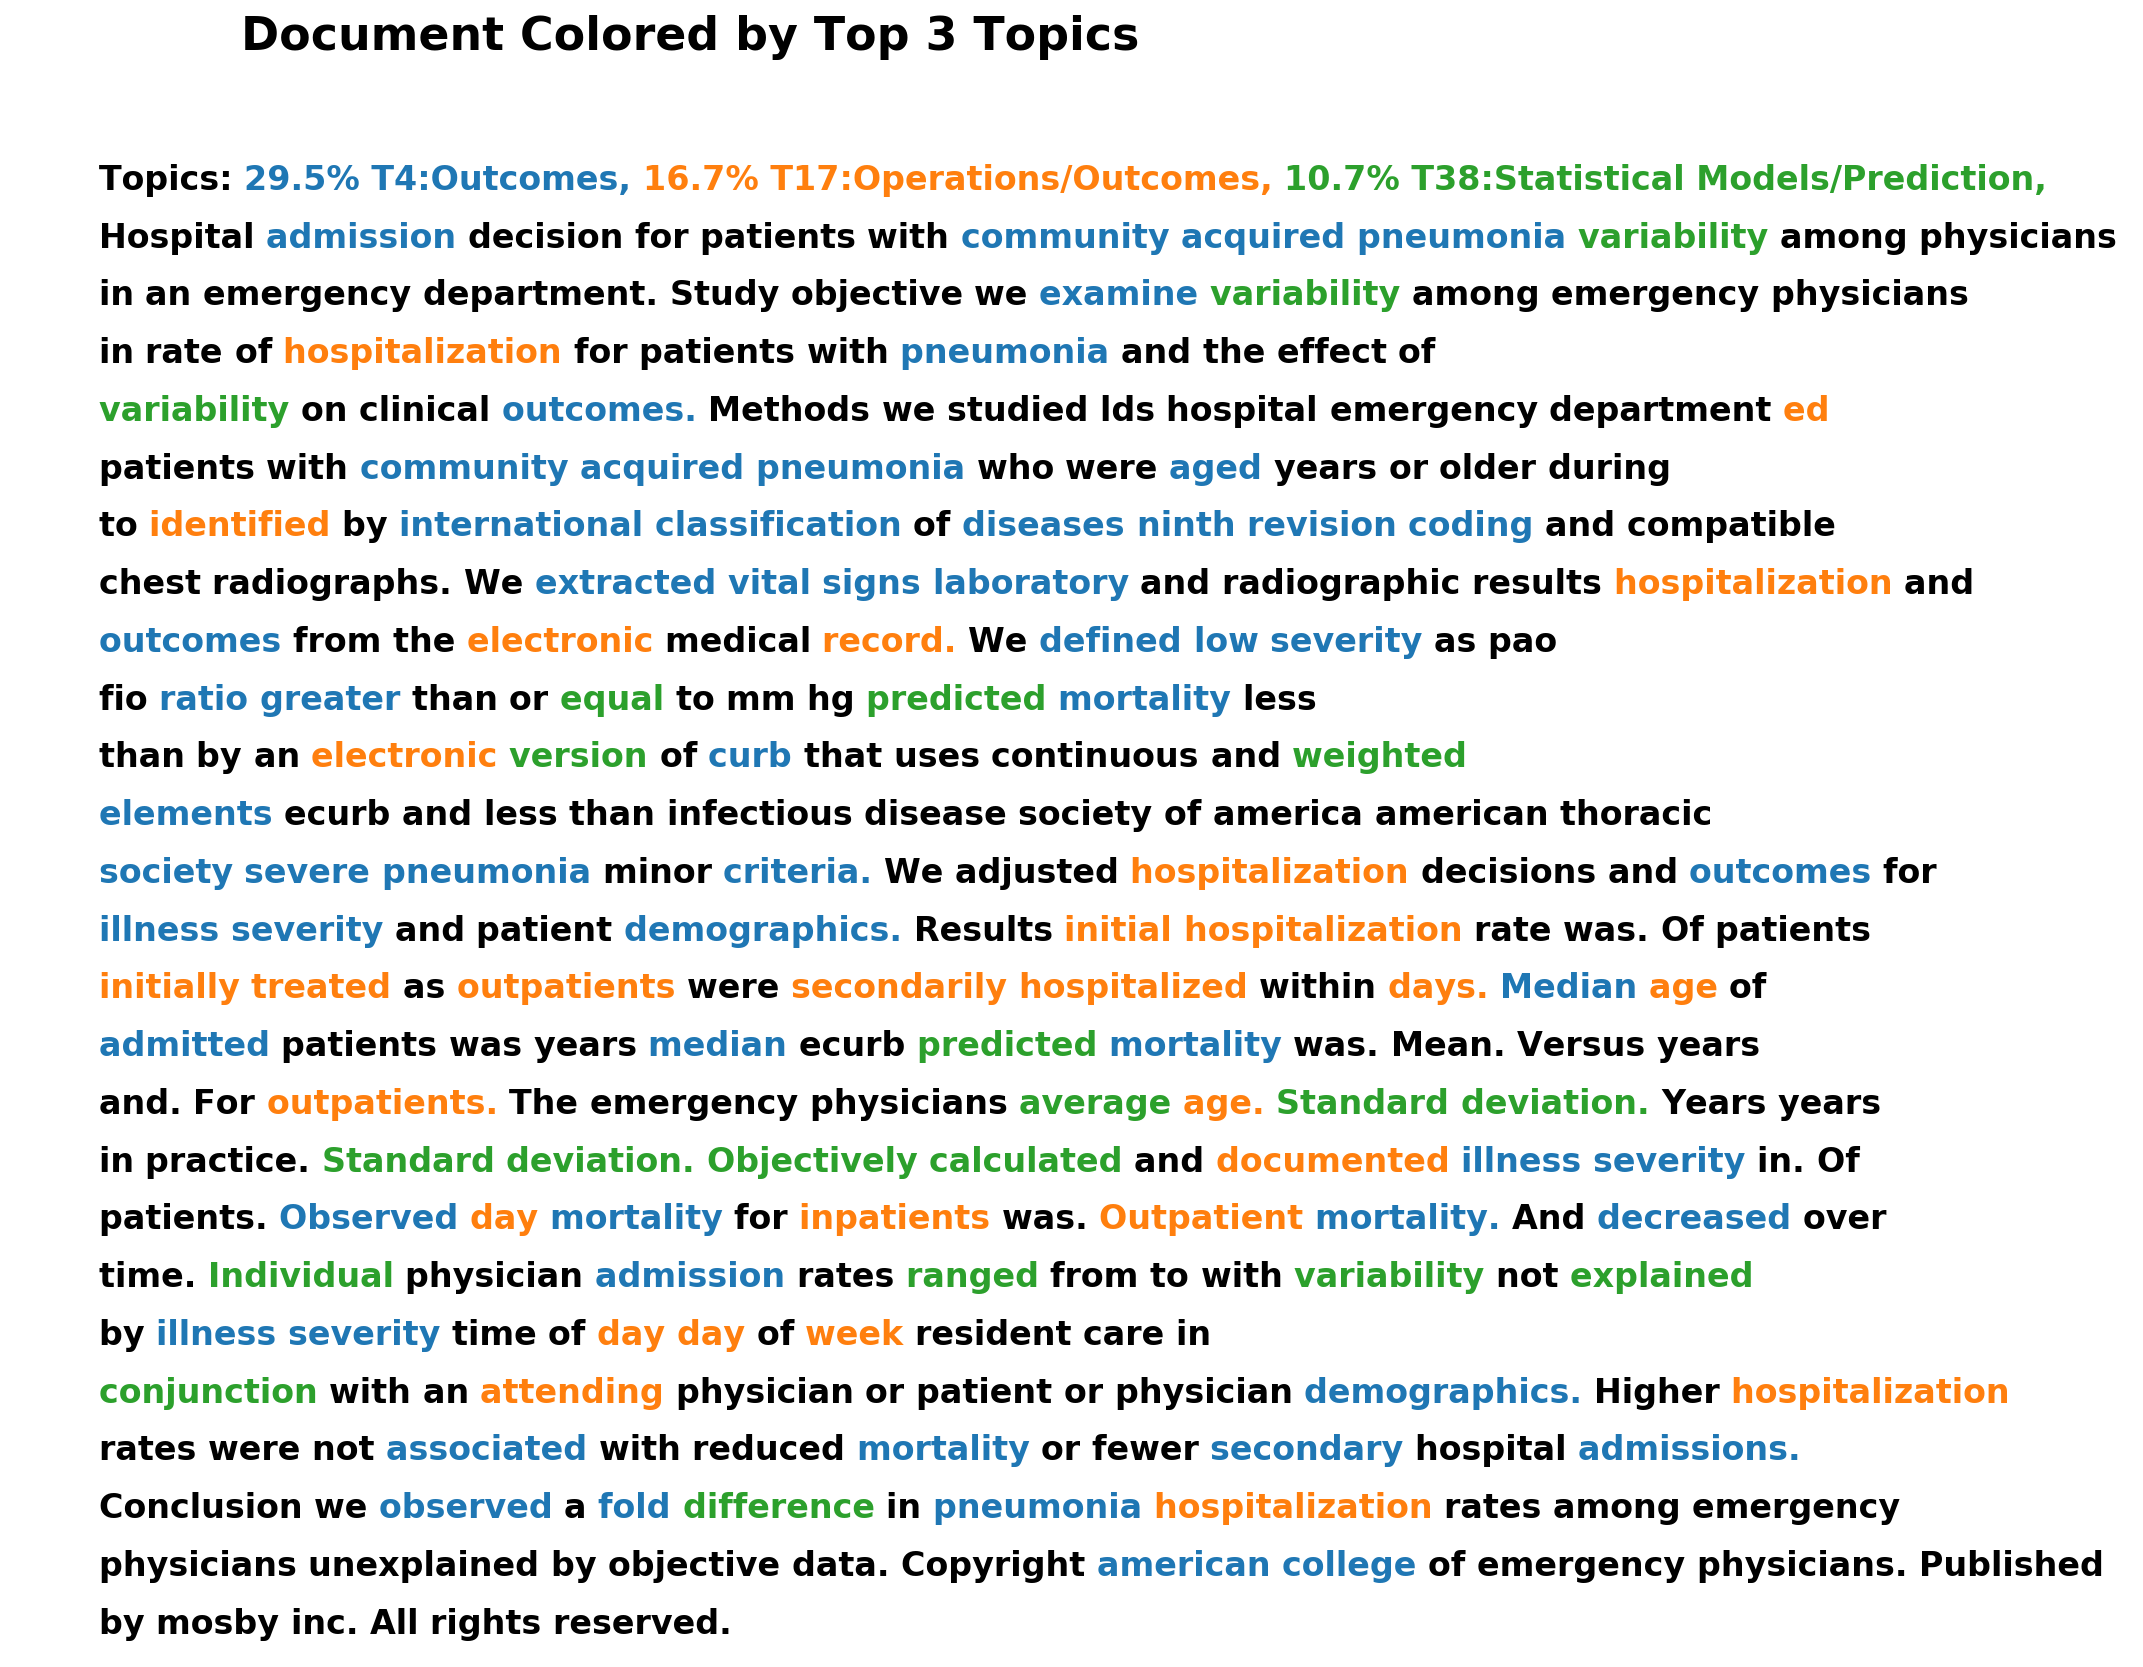 Document Colored by Top 3 Topics
Topics: 29.5% T4:Outcomes, 16.7% T17:Operations/Outcomes, 10.7% T38:Statistical Models/Prediction,
Hospital admission decision for patients with community acquired pneumonia variability among physicians
in an emergency department. Study objective we examine variability among emergency physicians
in rate of hospitalization for patients with pneumonia and the effect of
variability on clinical outcomes. Methods we studied lds hospital emergency department ed
patients with community acquired pneumonia who were aged years or older during
to identified by international classification of diseases ninth revision coding and compatible
chest radiographs. We extracted vital signs laboratory and radiographic results hospitalization and
outcomes from the electronic medical record. We defined low severity as pao
fio ratio greater than or equal to mm hg predicted mortality less
than by an electronic version of curb that uses continuous and weighted
elements ecurb and less than infectious disease society of america american thoracic
society severe pneumonia minor criteria. We adjusted hospitalization decisions and outcomes for
illness severity and patient demographics. Results initial hospitalization rate was. Of patients
initially treated as outpatients were secondarily hospitalized within days. Median age of
admitted patients was years median ecurb predicted mortality was. Mean. Versus years
and. For outpatients. The emergency physicians average age. Standard deviation. Years years
in practice. Standard deviation. Objectively calculated and documented illness severity in. Of
patients. Observed day mortality for inpatients was. Outpatient mortality. And decreased over
time. Individual physician admission rates ranged from to with variability not explained
by illness severity time of day day of week resident care in
conjunction with an attending physician or patient or physician demographics. Higher hospitalization
rates were not associated with reduced mortality or fewer secondary hospital admissions.
Conclusion we observed a fold difference in pneumonia hospitalization rates among emergency
physicians unexplained by objective data. Copyright american college of emergency physicians. Published
by mosby inc. All rights reserved.